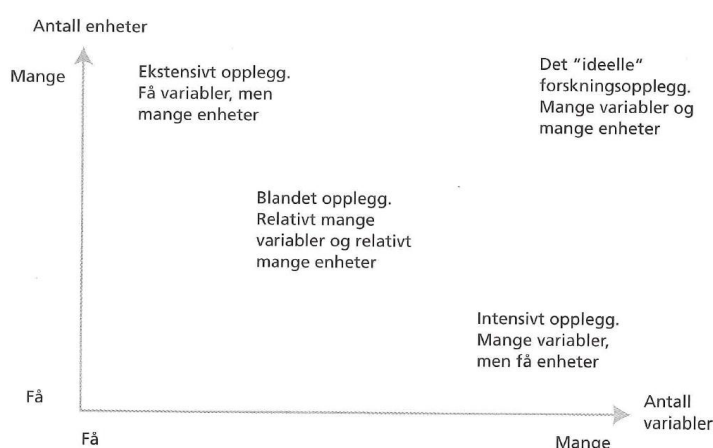 Antall enheter
Mange
Ekstensivt opplegg.
Få variabler, men
mange enheter
Det "ideelle"
forskningsopplegg.
Mange variabler og
mange enheter
Blandet opplegg.
Relativt mange
variabler og relativt
mange enheter
Intensivt opplegg.
Mange variabler,
men få enheter
Få
Antall
variabler
Få
Mange